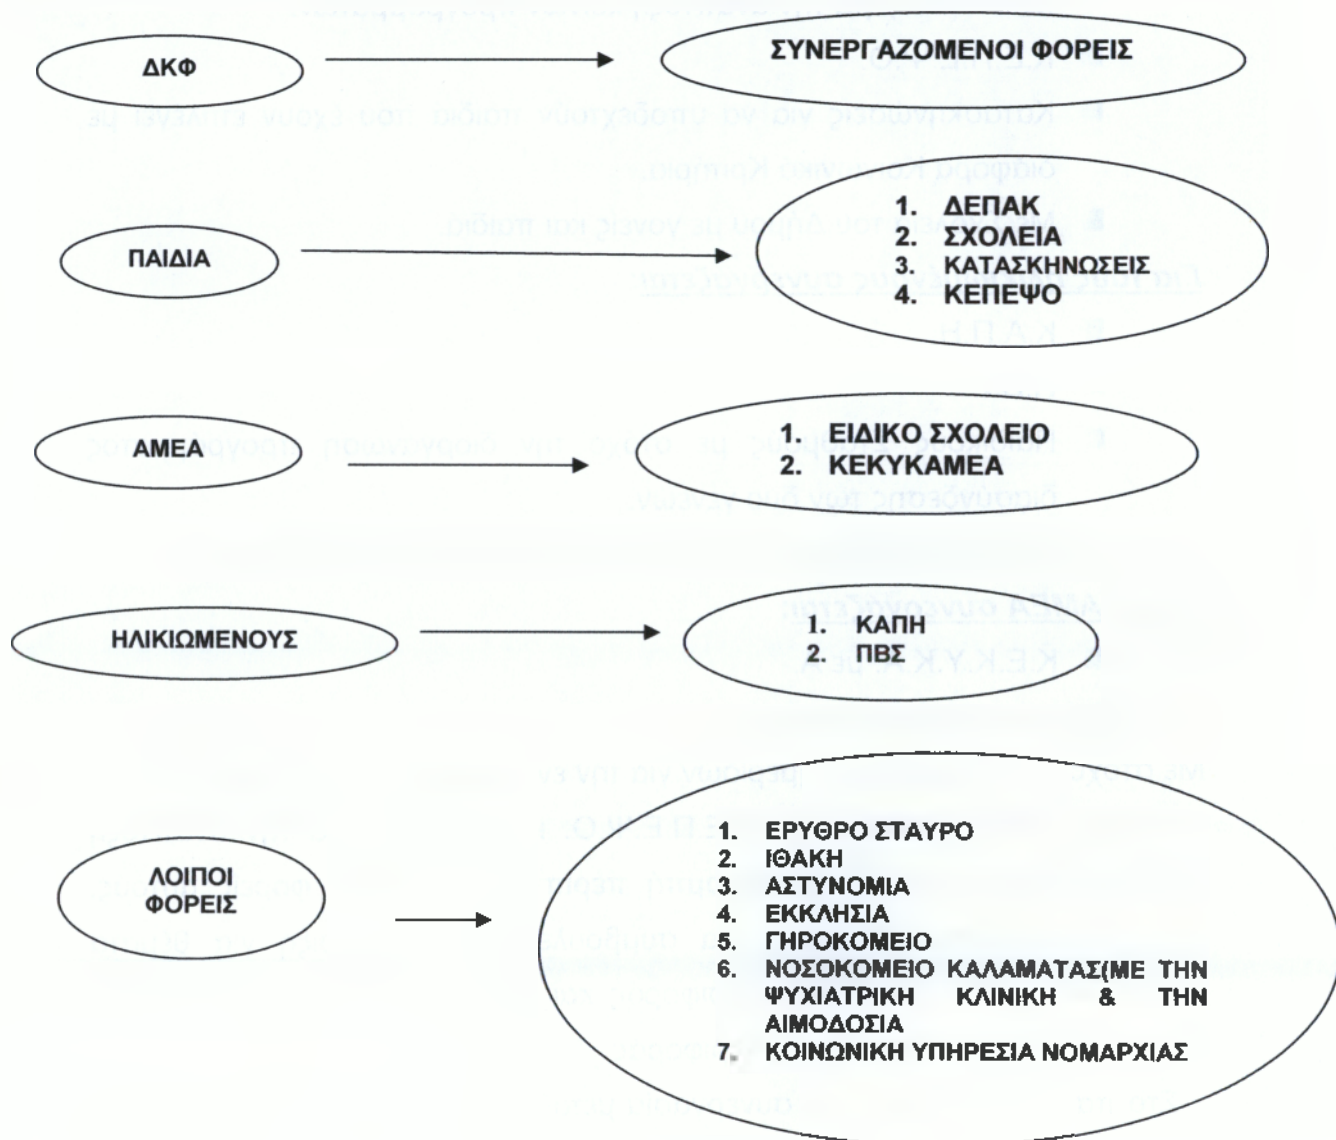 ΔΚΦ
ΣΥΝΕΡΓΑΖΟΜΕΝΟΙ ΦΟΡΕΙΣ
ΠΑΙΔΙΑ
1. ΔΕΠΑΚ
2. ΣΧΟΛΕΙΑ
3. ΚΑΤΑΣΚΗΝΩΣΕΙΣ
4. ΚΕΠΕΨΟ
ΑΜΕΑ
1. ΕΙΔΙΚΟ ΣΧΟΛΕΙΟ
2. ΚΕΚΥΚΑΜΕΑ
ΗΛΙΚΙΩΜΕΝΟΥΣ
1. ΚΑΠΗ
2. ΠΒΣ
ΛΟΙΠΟΙ
ΦΟΡΕΙΣ
1. ΕΡΥΘΡΟ ΣΤΑΥΡΟ
2. ΙΘΑΚΗ
3. ΑΣΤΥΝΟΜΙΑ
4. ΕΚΚΛΗΣΙΑ
5. ΓΗΡΟΚΟΜΕΙΟ
6. ΝΟΣΟΚΟΜΕΙΟ ΚΑΛΑΜΑΤΑΣ(ΜΕ ΤΗΝ
ΨΥΧΙΑΤΡΙΚΗ ΚΛΙΝΙΚΗ & ΤΗΝ
ΑΙΜΟΔΟΣΙΑ
7. ΚΟΙΝΩΝΙΚΗ ΥΠΗΡΕΣΙΑ ΝΟΜΑΡΧΙΑΣ